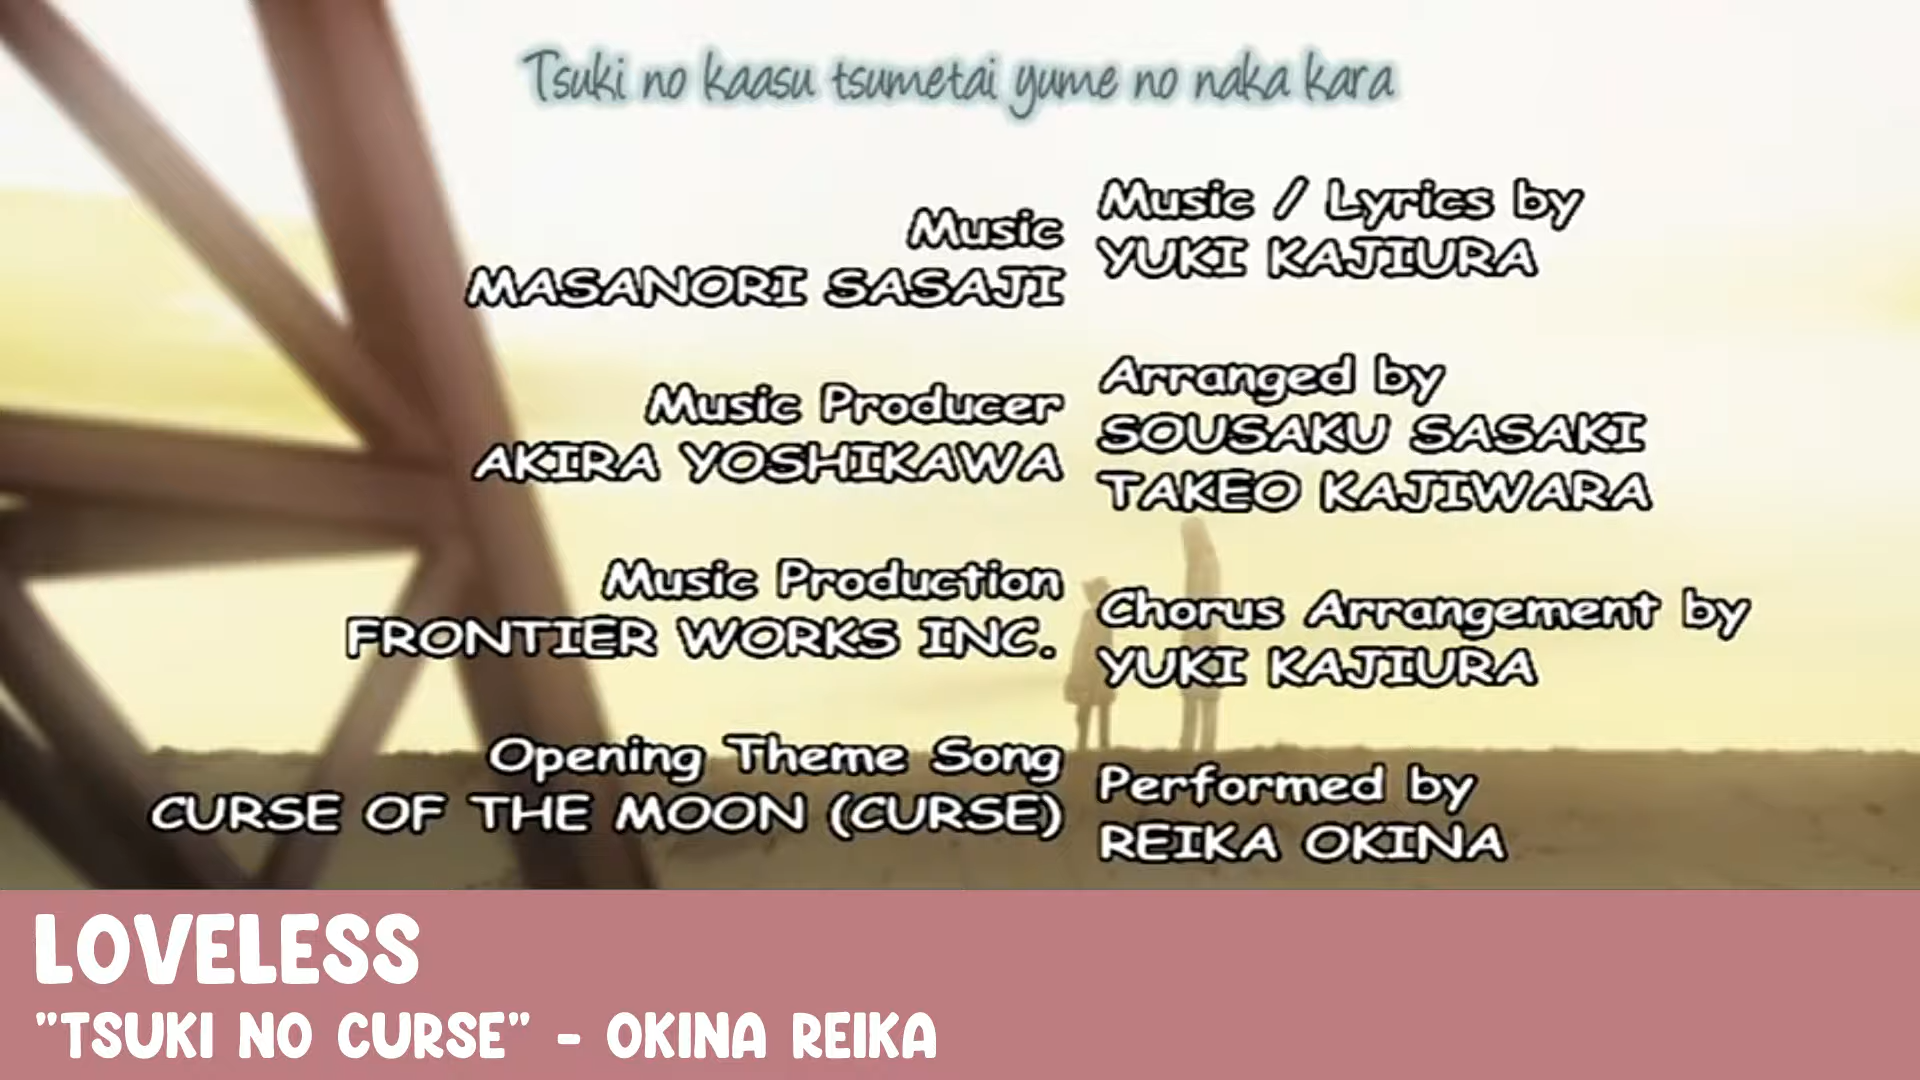 Tsuki no kaasu tsumetai yume no naka kara
Music
MASANORI SASAJI
Music Producer
AKIRA YOSHIKAWA
Music Production
FRONTIER WORKS INC.
Opening Theme Song
CURSE OF THE MOON (CURSE)
Music / Lyrics by
YUKI KAJIURA
Arranged by
SOUSAKU SASAKI
TAKEO KAJIWARA
Chorus Arrangement by
YUKI KAJIURA
Performed by
REIKA OKINA
LOVELESS
"TSUKI NO CURSE" - OKINA REIKA